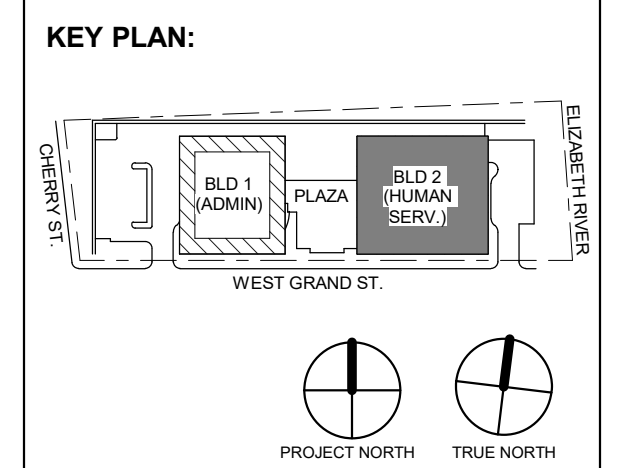 KEY PLAN:
CHERRY ST.
BLD 1
(ADMIN)
PLAZA
BLD 2
(HUMAN
SERV.)
ELIZABETH RIVER
WEST GRAND ST.
PROJECT NORTH
TRUE NORTH